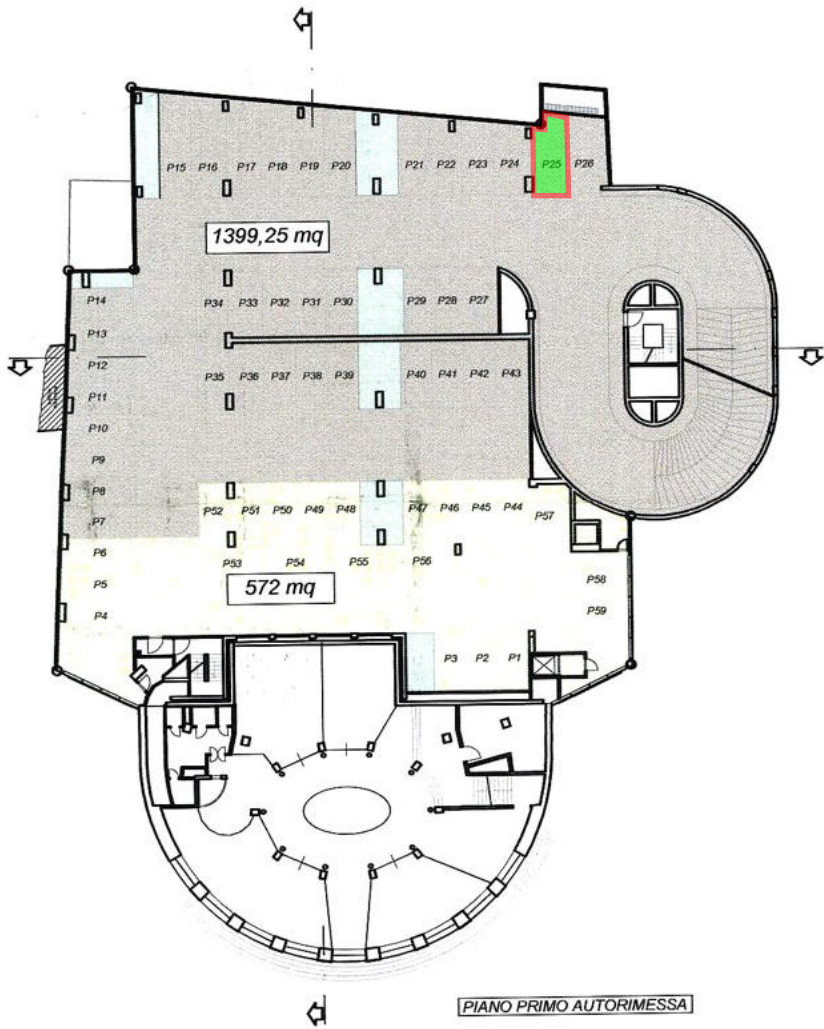 P15 P16 P17 P18 P19 P20 P21 P22 P23 P24 P25 P26
1399,25 mq
P14 P34 P33 P32 P31 P30 P29 P28 P27
P13
P12
P35 P36 P37 P38 P39 P40 P41 P42 P43
P11
P10
P9
P8
P52 P51 P50 P49 P48 P47 P46 P45 P44 P57
P7
P6
P53 P54 P55 P56
P5
572 mq
P58
P4
P59
P3 P2 P1
PIANO PRIMO AUTORIMESSA